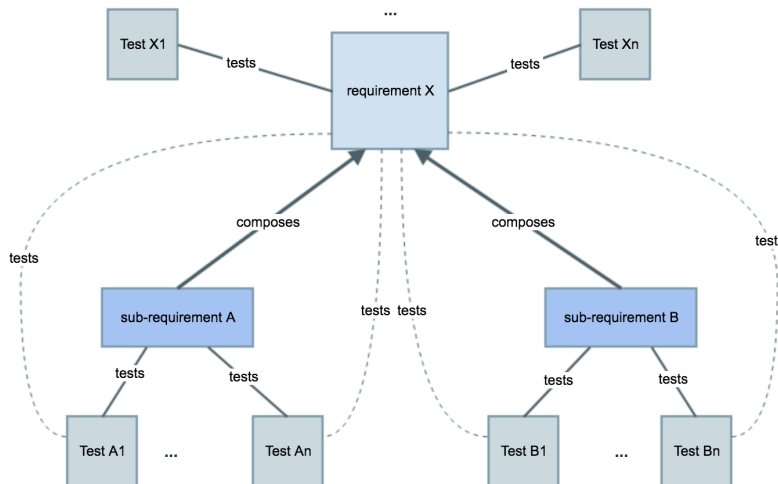 ...
Test X1
tests
requirement X
tests
Test Xn
composes
composes
tests
test
sub-requirement A
tests
tests
sub-requirement B
tests
tests
tests
tests
Test A1
...
Test An
Test B1
...
Test Bn